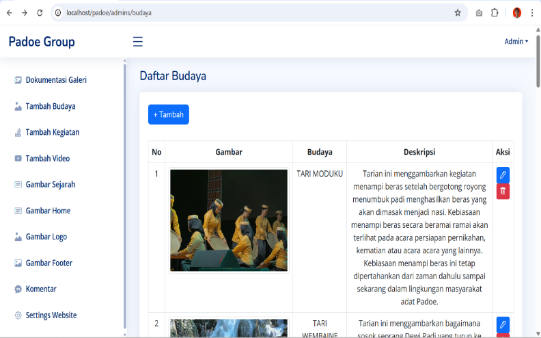 localhost/padoe/admins/budaya
Padoe Group
Admin
Dokumentasi Galeri
Tambah Budaya
Tambah Kegiatan
Tambah Video
Gambar Sejarah
Gambar Home
Gambar Logo
Gambar Footer
Komentar
Settings Website
Daftar Budaya
+ Tambah
No Gambar Budaya Deskripsi Aksi
1 TARI MODUKU Tarian ini menggambarkan kegiatan
menampi beras setelah bergotong royong
menumbuk padi menghasilkan beras yang
akan dimasak menjadi nasi. Kebiasaan
menampi beras secara beramai ramai akan
terlihat pada acara persiapan pernikahan,
kematian atau acara acara yang lainnya.
Kebiasaan menampi beras ini tetap
dipertahankan dari zaman dahulu sampai
sekarang dalam lingkungan masyarakat
adat Padoe.
2 TARI Tarian ini menggambarkan bagaimana
WEMBAINE sosok seorang Dewi Padi yang turun ke